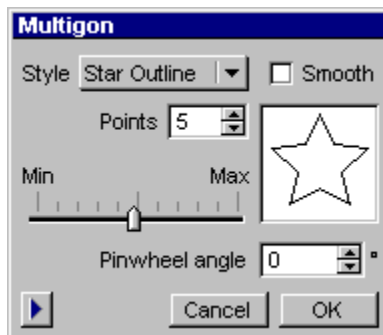 Multigon
Style Star Outline Smooth
Points 5
Min Max
Pinwheel angle 0 °
Cancel OK